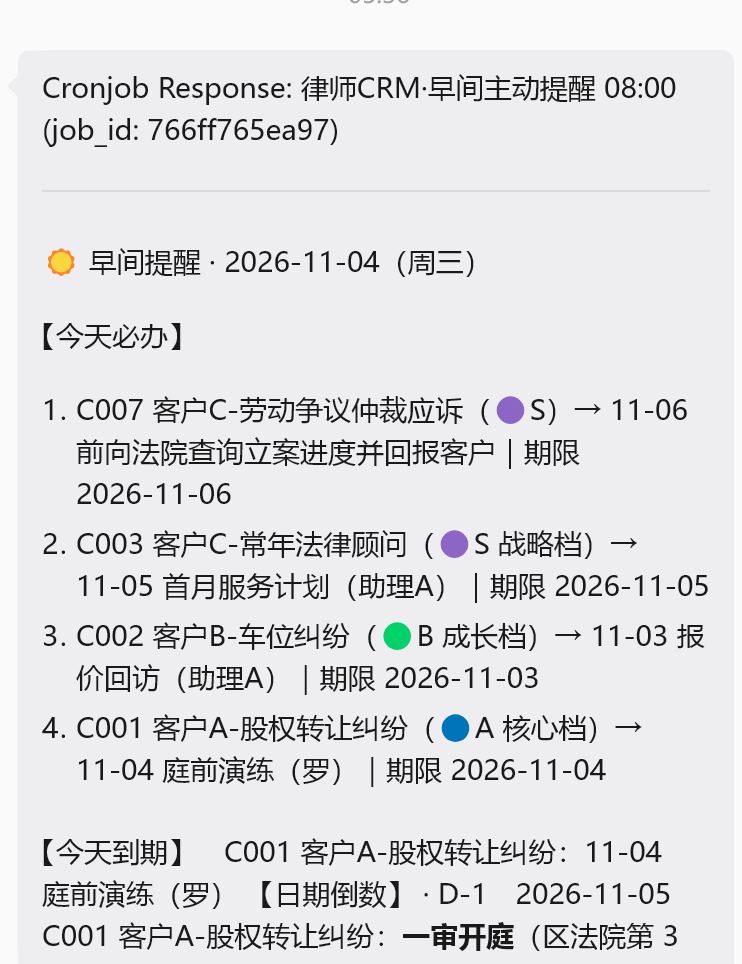 Cronjob Response: 律师CRM·早间主动提醒 08:00
(job_id: 766ff765ea97)
早间提醒 · 2026-11-04（周三）
【今天必办】
1. C007 客户C-劳动争议仲裁应诉（🟣S）→ 11-06
前向法院查询立案进度并回报客户 | 期限
2026-11-06
2. C003 客户C-常年法律顾问（🟣S 战略档）→
11-05 首月服务计划（助理A） | 期限 2026-11-05
3. C002 客户B-车位纠纷（🟢B 成长档）→ 11-03 报
价回访（助理A） | 期限 2026-11-03
4. C001 客户A-股权转让纠纷（🔵A 核心档）→
11-04 庭前演练（罗） | 期限 2026-11-04
【今天到期】 C001 客户A-股权转让纠纷：11-04
庭前演练（罗） 【日期倒数】 · D-1 2026-11-05
C001 客户A-股权转让纠纷：一审开庭（区法院第 3